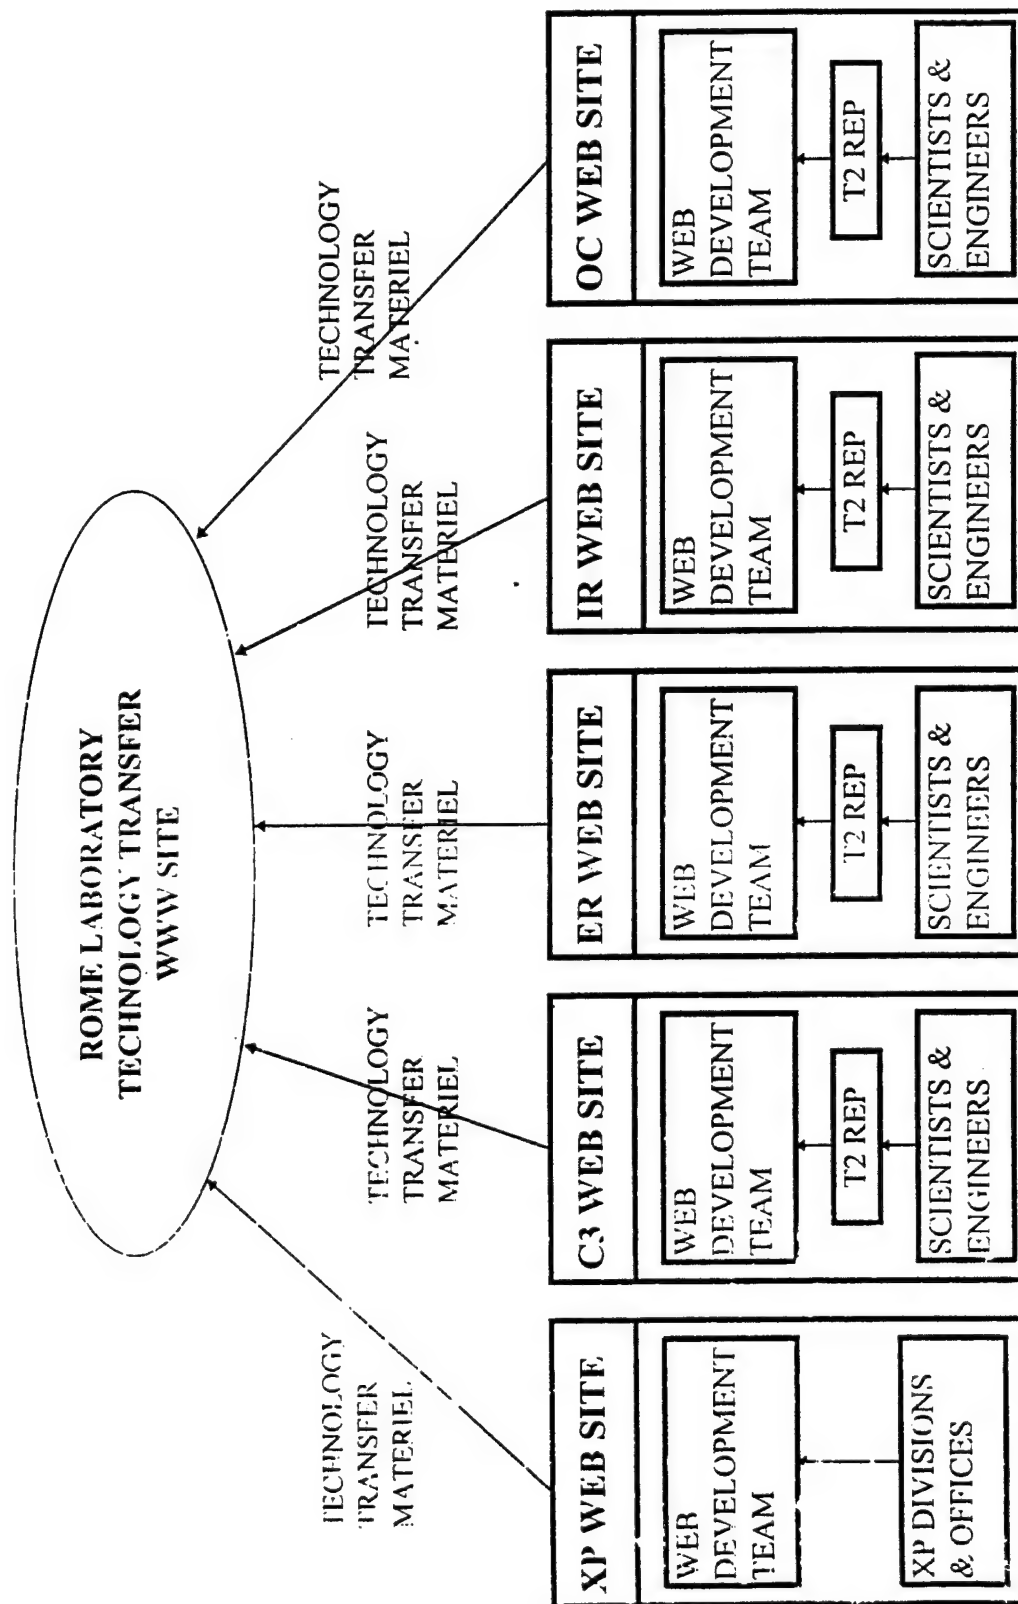 ROME LABORATORY
TECHNOLOGY TRANSFER
WWW SITE
TECHNOLOGY
TRANSFER
MATERIEL
TECHNOLOGY
TRANSFER
MATERIEL
TECHNOLOGY
TRANSFER
MATERIEL
TECHNOLOGY
TRANSFER
MATERIEL
TECHNOLOGY
TRANSFER
MATERIEL
XP WEB SITE
WEB
DEVELOPMENT
TEAM
XP DIVISIONS
& OFFICES
C3 WEB SITE
WEB
DEVELOPMENT
TEAM
T2 REP
SCIENTISTS &
ENGINEERS
ER WEB SITE
WEB
DEVELOPMENT
TEAM
T2 REP
SCIENTISTS &
ENGINEERS
IR WEB SITE
WEB
DEVELOPMENT
TEAM
T2 REP
SCIENTISTS &
ENGINEERS
OC WEB SITE
WEB
DEVELOPMENT
TEAM
T2 REP
SCIENTISTS &
ENGINEERS